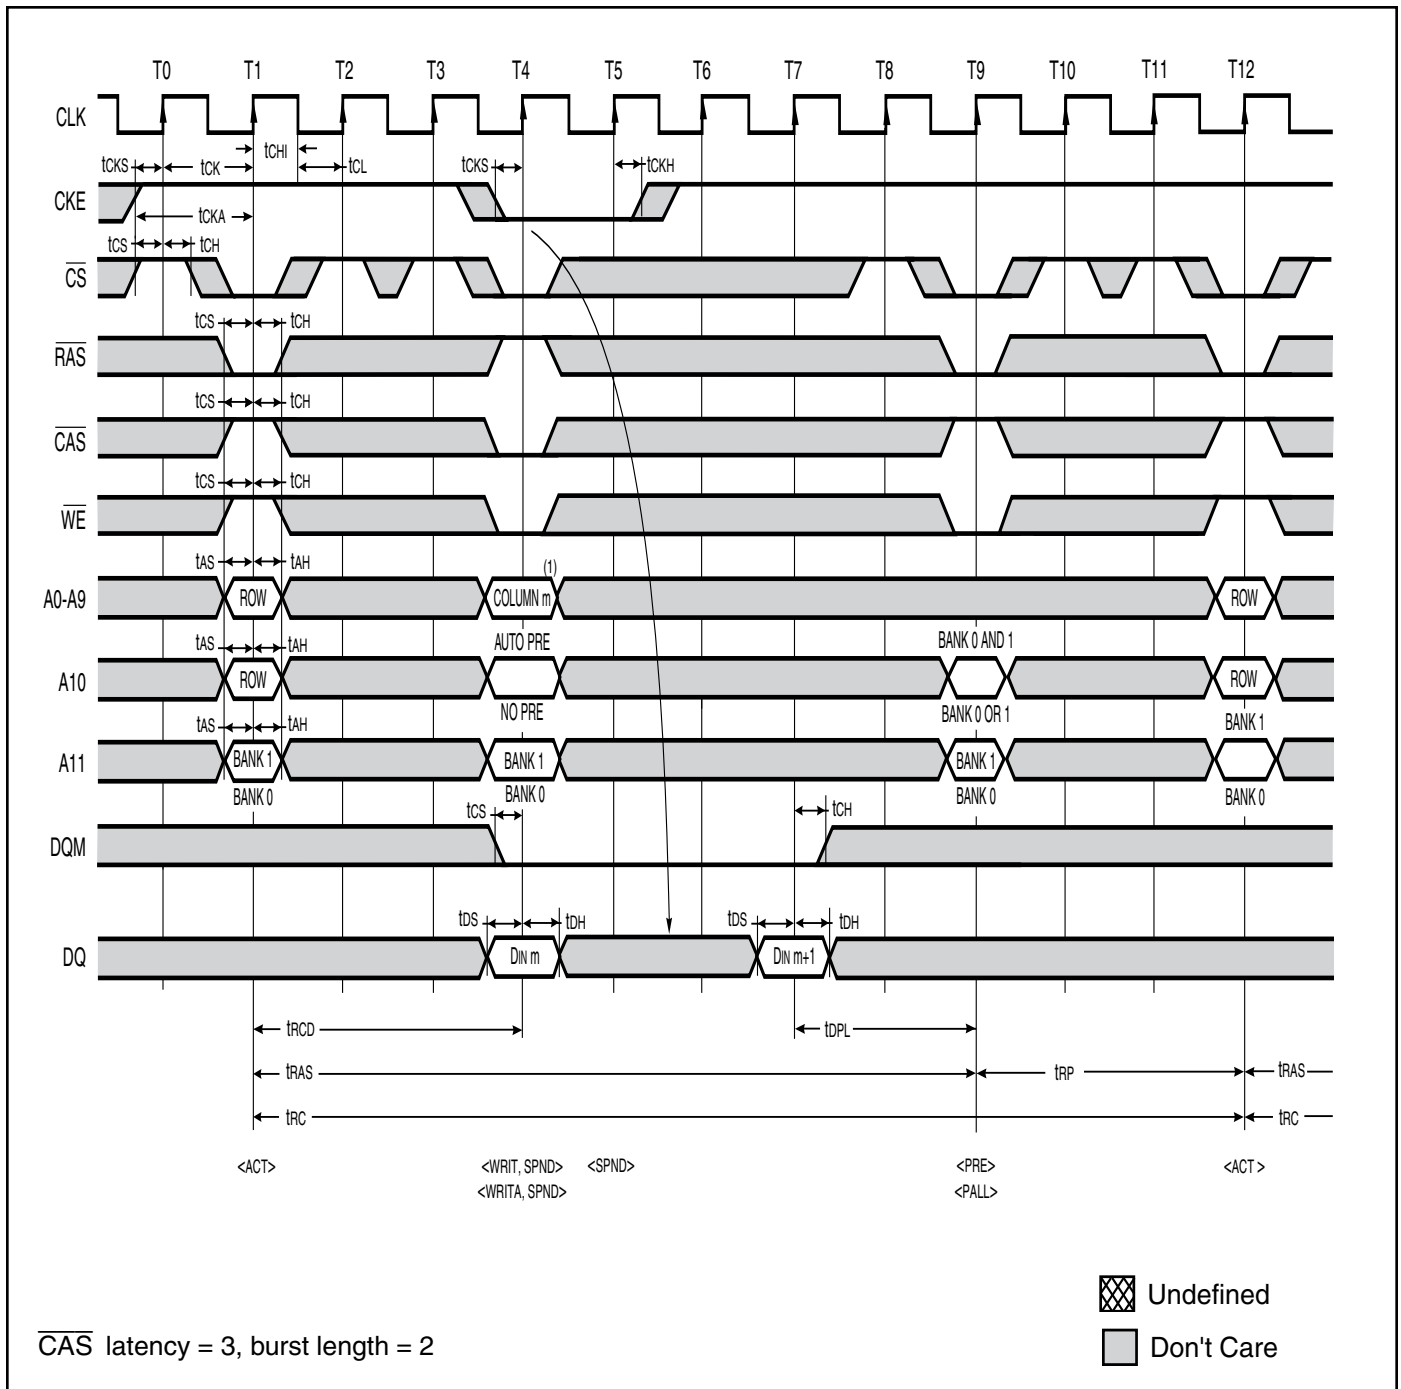 T0 T1 T2 T3 T4 T5 T6 T7 T8 T9 T10 T11 T12
CLK
tCHI
tCKS tCK tCL tCKS tCKH
CKE
tCKA
tCS tCH
CS
tCS tCH
RAS
tCS tCH
CAS
tCS tCH
WE
tAS tAH (1)
A0-A9 ROW COLUMN m ROW
tAS tAH AUTO PRE BANK 0 AND 1
A10 ROW ROW
NO PRE BANK 0 OR 1 BANK 1
tAS tAH
A11 BANK 1 BANK 1 BANK 1
BANK 0 BANK 0 BANK 0 BANK 0
tCS tCH
DQM
tDS tDH tDS tDH
DQ DIN m DIN m+1
tRCD tDPL
tRAS tRP tRAS
tRC tRC
<ACT> <WRIT, SPND> <SPND> <PRE> <ACT >
<WRITA, SPND> <PALL>
Undefined
CAS latency = 3, burst length = 2
Don't Care